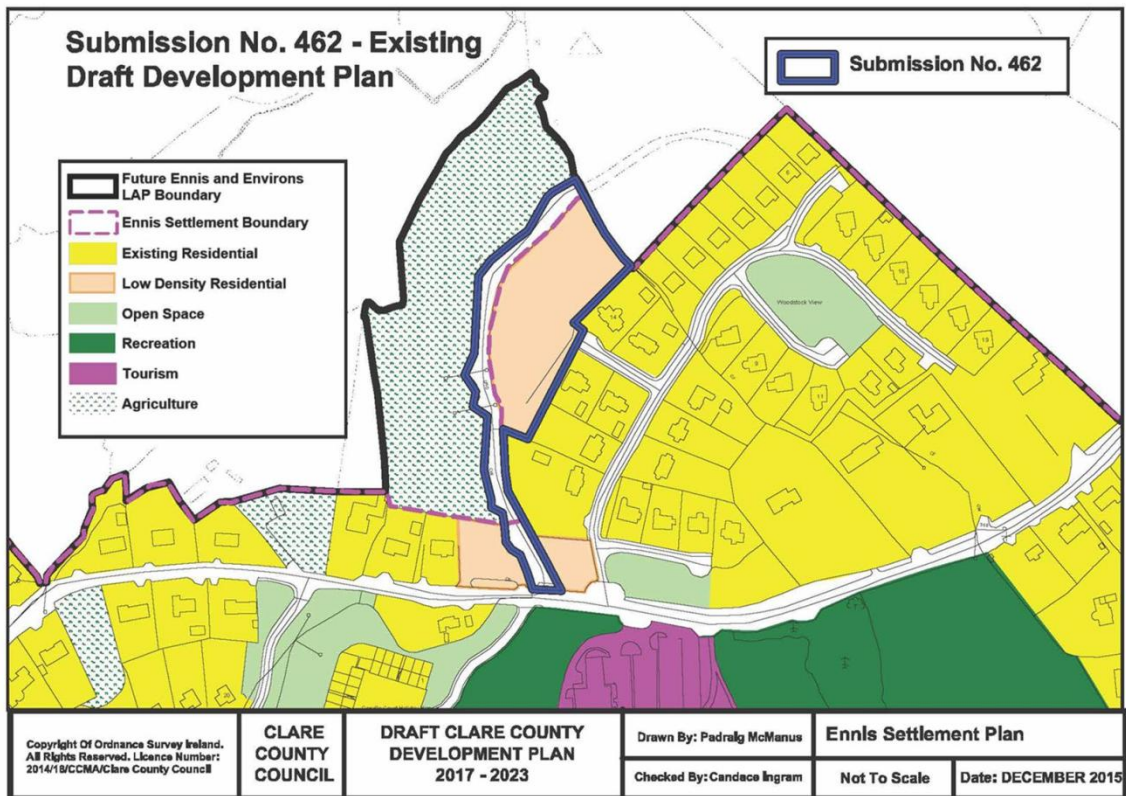 Submission No. 462 - Existing
Draft Development Plan
Submission No. 462
Future Ennis and Environs
LAP Boundary
Ennis Settlement Boundary
Existing Residential
Low Density Residential
Open Space
Recreation
Tourism
Agriculture
Woodstock View
14
11
20
Copyright Of Ordnance Survey Ireland.
All Rights Reserved. Licence Number:
2014/18/CCMA/Clare County Council
CLARE
COUNTY
COUNCIL
DRAFT CLARE COUNTY
DEVELOPMENT PLAN
2017 - 2023
Drawn By: Padraig McManus
Checked By: Candace Ingram
Ennis Settlement Plan
Not To Scale
Date: DECEMBER 2015